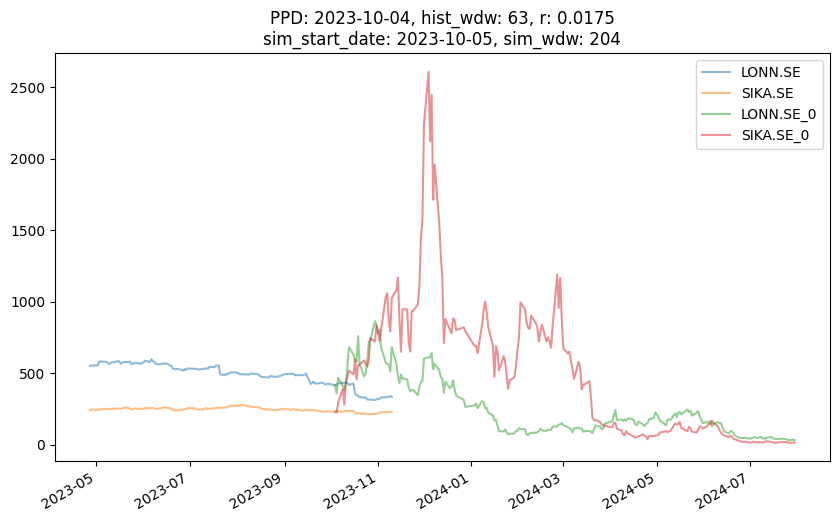 PPD: 2023-10-04, hist_wdw: 63, r: 0.0175
sim_start_date: 2023-10-05, sim_wdw: 204
LONN.SE
SIKA.SE
LONN.SE_0
SIKA.SE_0
2500
2000
1500
1000
500
0
2023-05
2023-07
2023-09
2023-11
2024-01
2024-03
2024-05
2024-07